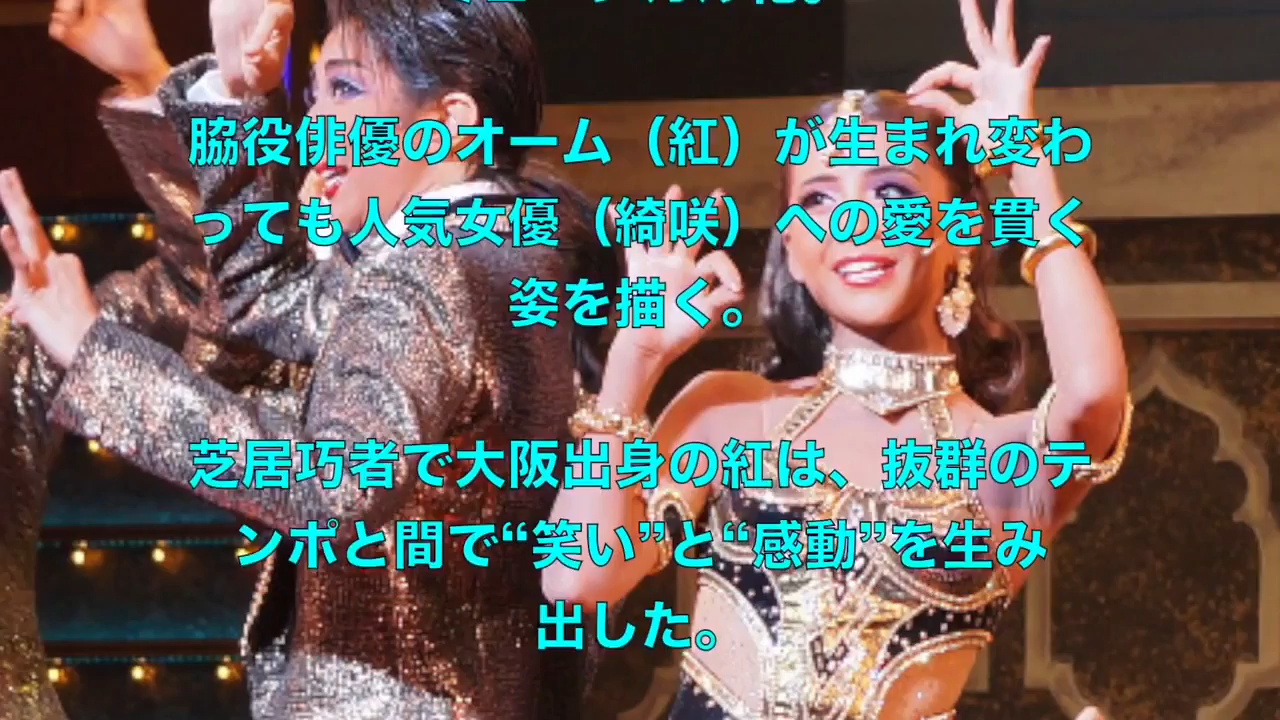 脇役俳優のオーム（紅）が生まれ変わ
っても人気女優（綺咲）への愛を貫く
姿を描く。
芝居巧者で大阪出身の紅は、抜群のテ
ンポと間で“笑い”と“感動”を生み
出した。